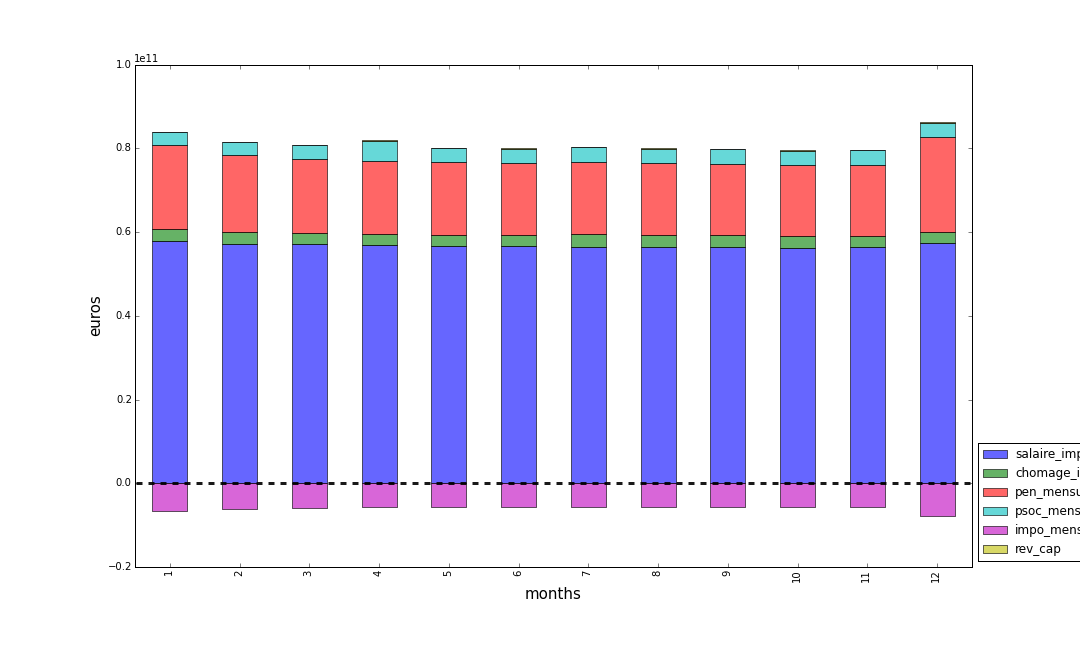 1e11
1.0
0.8
0.6
0.4
0.2
0.0
−0.2
euros
1 2 3 4 5 6 7 8 9 10 11 12
months
salaire_imp
chomage_i
pen_mensu
psoc_mens
impo_mens
rev_cap